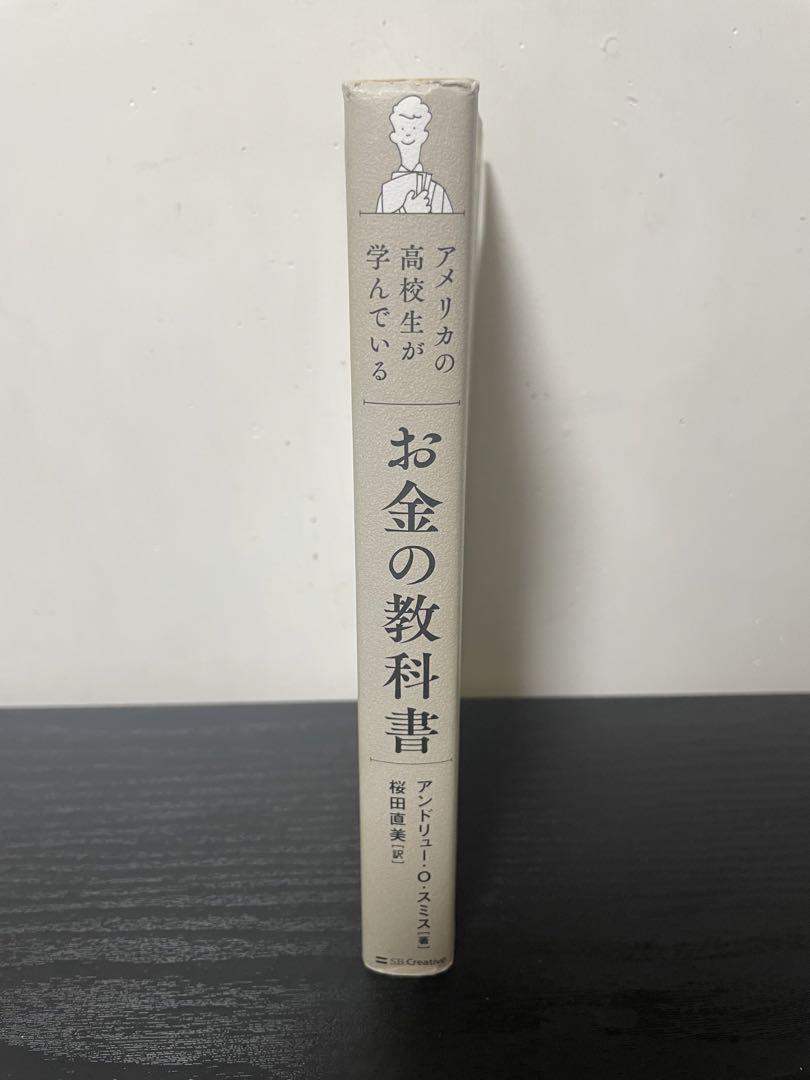 アメリカの
高校生が
学んでいる
お金の教科書
アンドリュー・O・スミス[著]
桜田直美[訳]
SB Creative